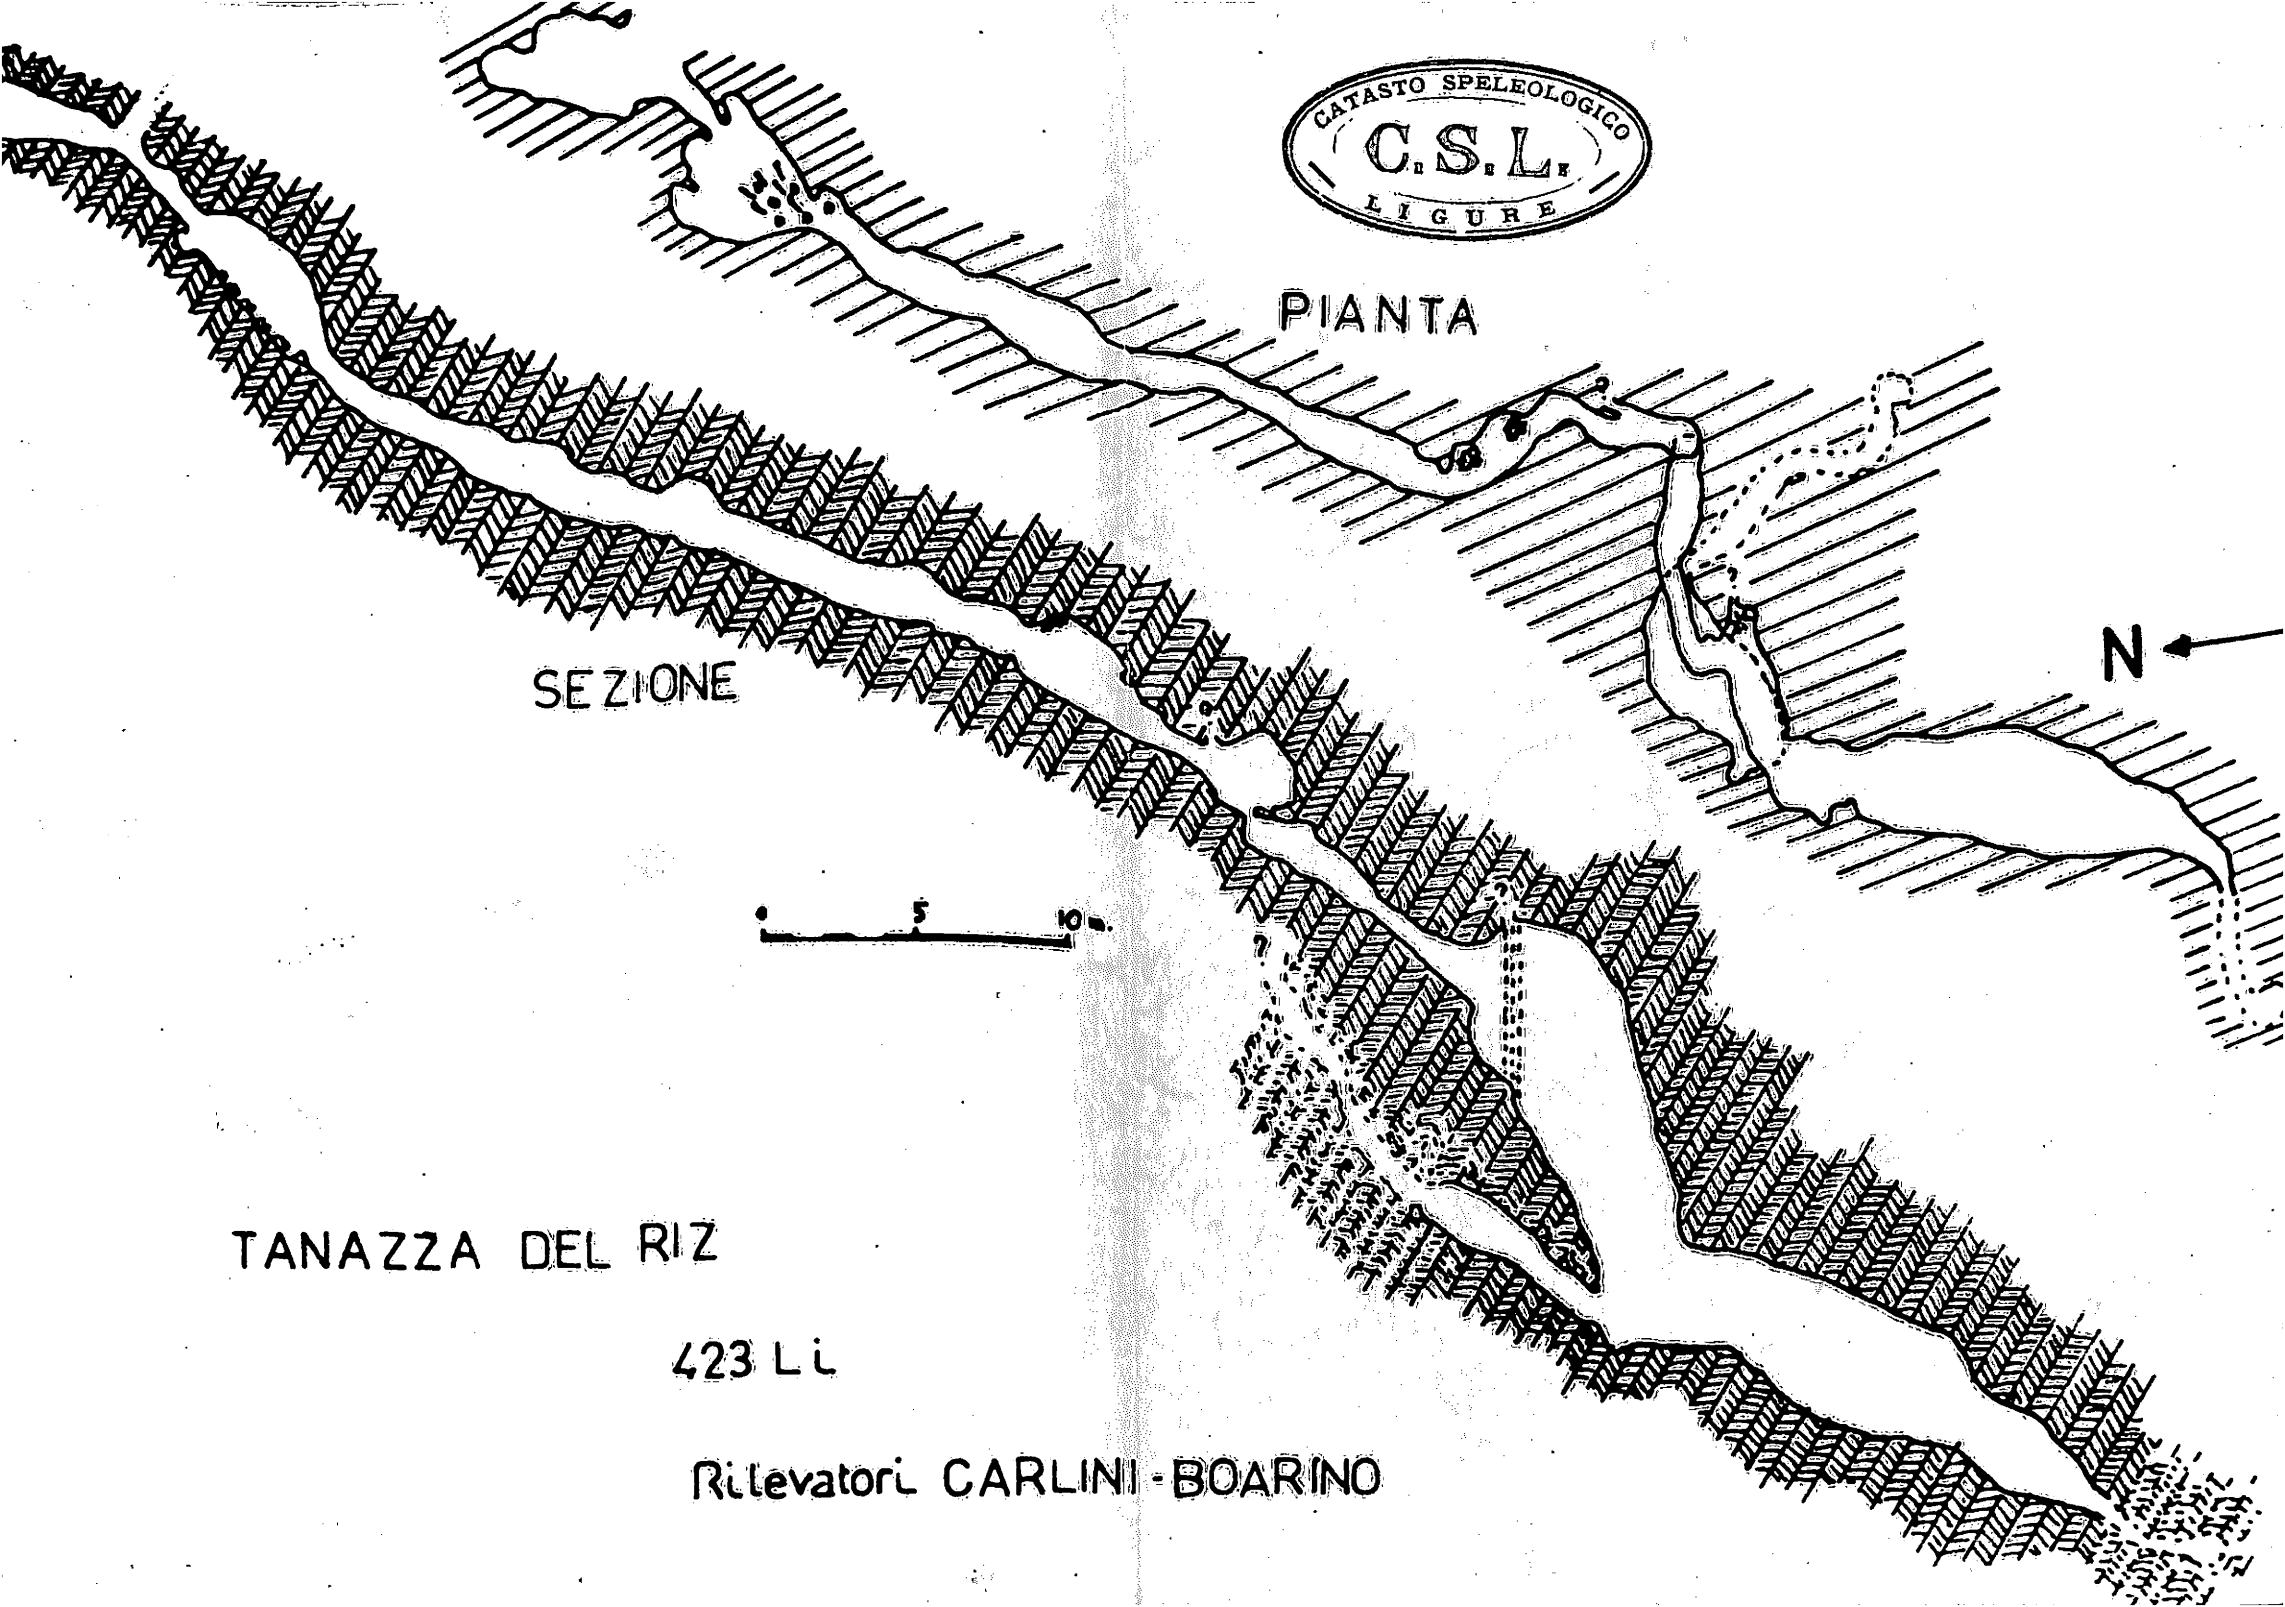 CATASTO SPELEOLOGICO
C.S.L.
LIGURE
PIANTA
?
?
N
SEZIONE
?
?
?
0 5 10 m.
TANAZZA DEL RIZ
423 Li
Rilevatori CARLINI-BOARINO